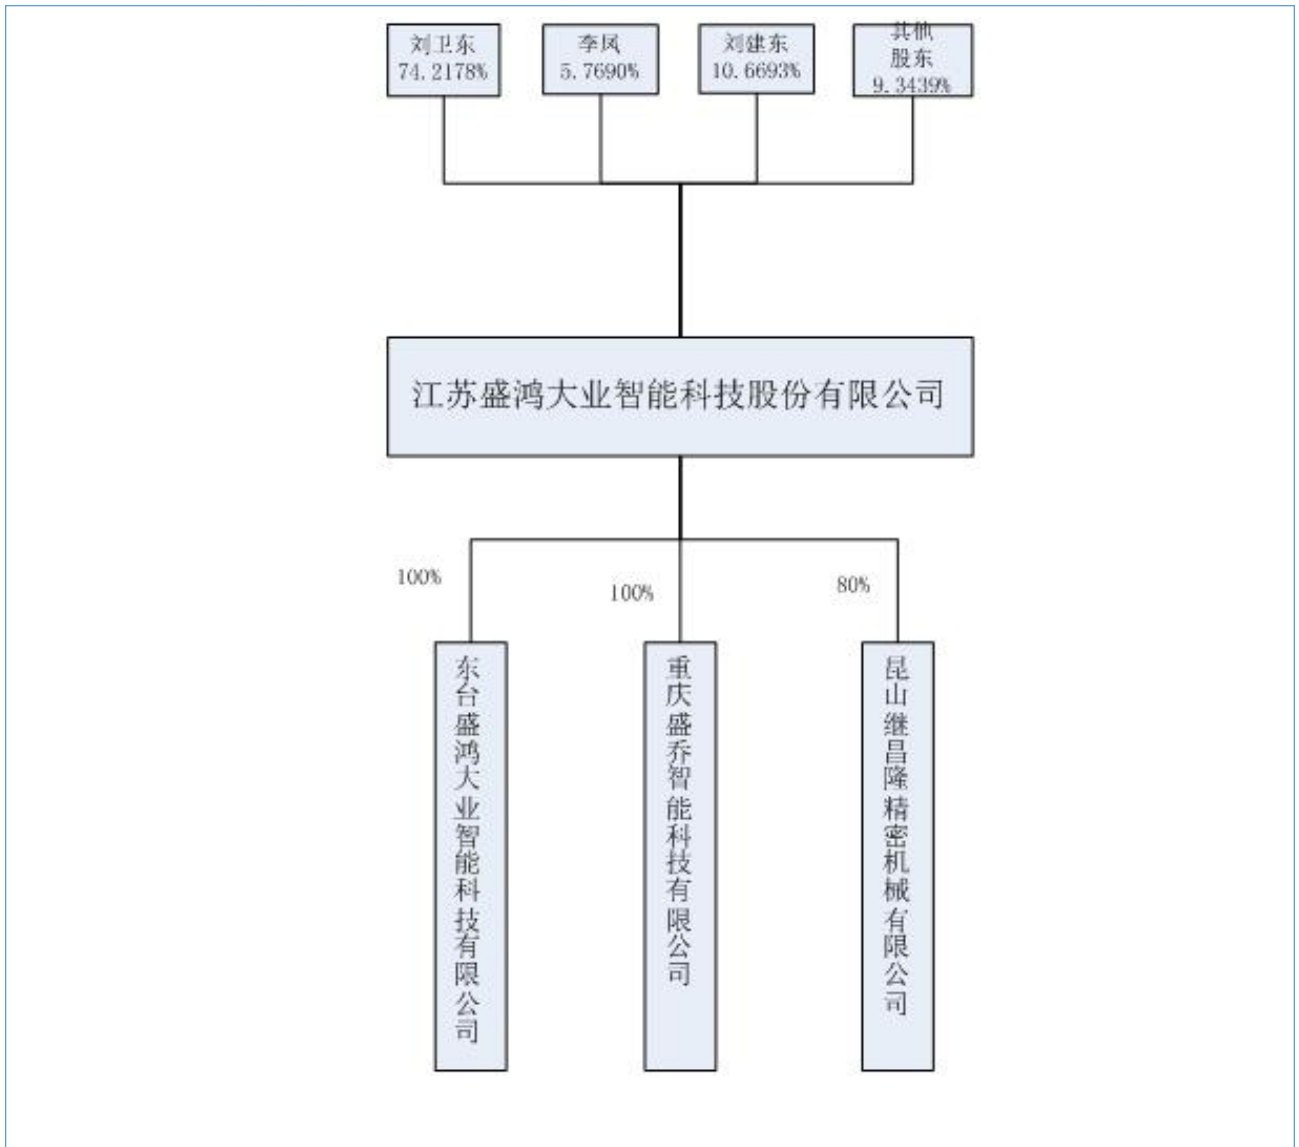 刘卫东
74.2178%
李凤
5.7690%
刘建东
10.6693%
其他
股东
9.3439%
江苏盛鸿大业智能科技股份有限公司
100%
100%
80%
东台盛鸿大业智能科技有限公司
重庆盛乔智能科技有限公司
昆山继昌隆精密机械有限公司